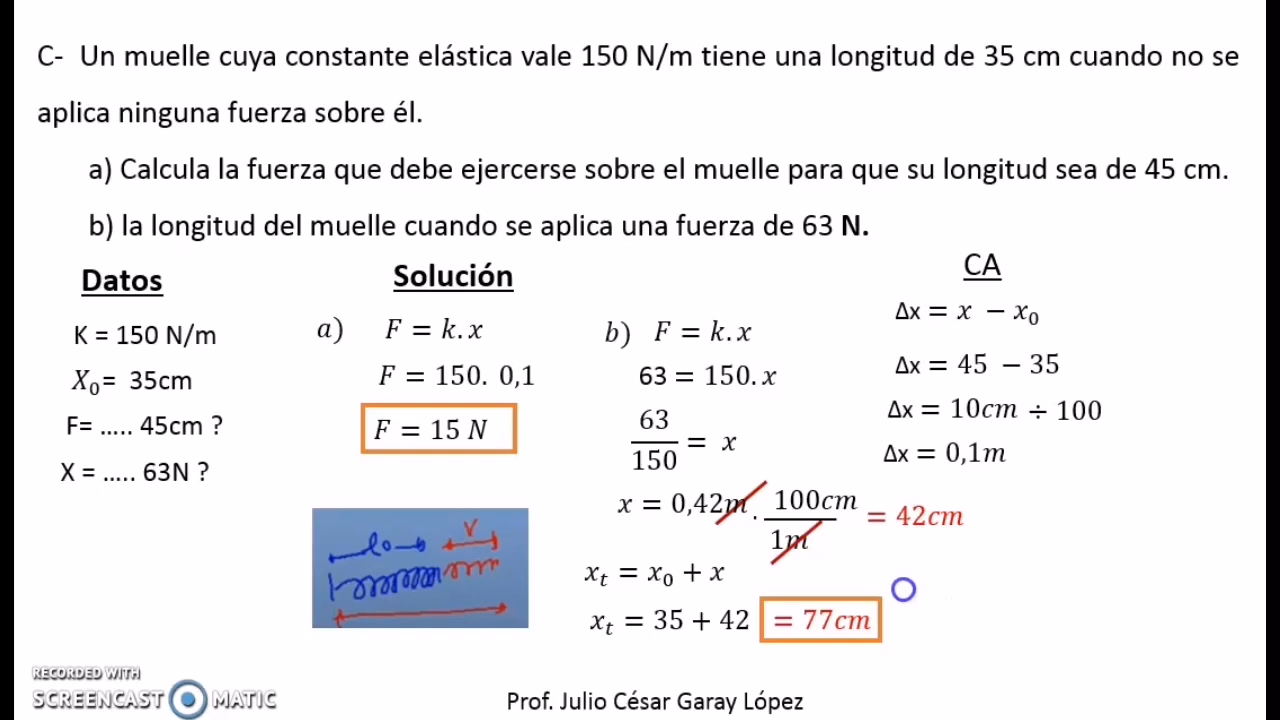 C- Un muelle cuya constante elástica vale 150 N/m tiene una longitud de 35 cm cuando no se
aplica ninguna fuerza sobre él.
a) Calcula la fuerza que debe ejercerse sobre el muelle para que su longitud sea de 45 cm.
b) la longitud del muelle cuando se aplica una fuerza de 63 N.
Datos
K = 150 N/m
X₀= 35cm
F= ..... 45cm ?
X = ..... 63N ?
Solución
a) F = k.x
F = 150. 0,1
F = 15 N
b) F = k.x
63 = 150.x
63/150 = x
x = 0,42m . 100cm/1m = 42cm
xₜ = x₀ + x
xₜ = 35 + 42 = 77cm
CA
Δx = x − x₀
Δx = 45 − 35
Δx = 10cm ÷ 100
Δx = 0,1m
RECORDED WITH
SCREENCAST MATIC
Prof. Julio César Garay López